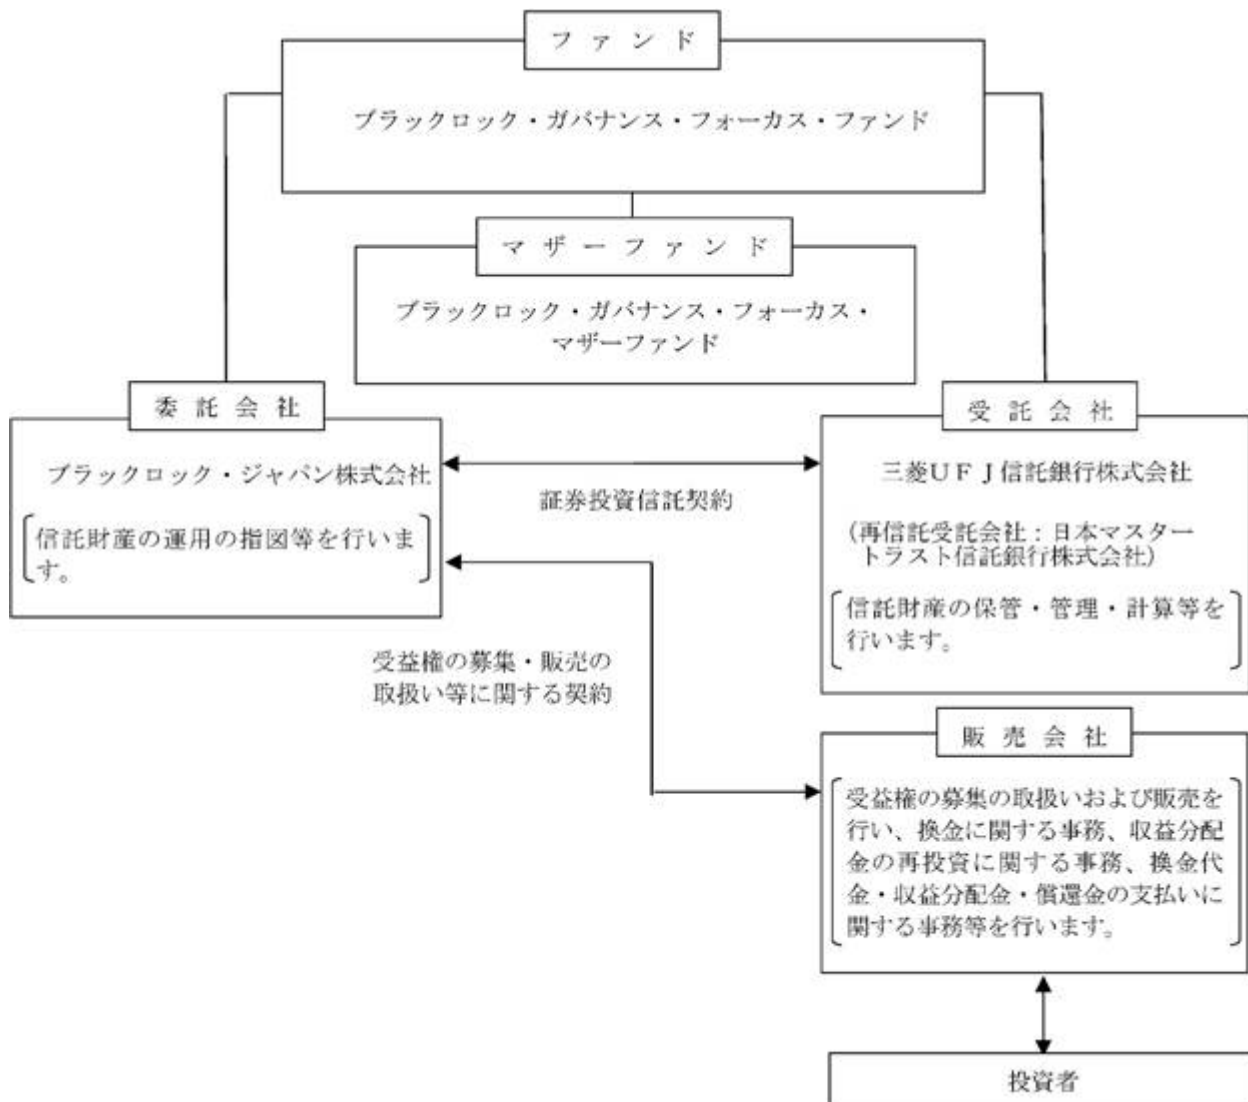 ファンド
ブラックロック・ガバナンス・フォーカス・ファンド
マザーファンド
ブラックロック・ガバナンス・フォーカス・
マザーファンド
委託会社
ブラックロック・ジャパン株式会社
信託財産の運用の指図等を行いま
す。
証券投資信託契約
受託会社
三菱UFJ信託銀行株式会社
(再信託受託会社：日本マスター
トラスト信託銀行株式会社)
信託財産の保管・管理・計算等を
行います。
受益権の募集・販売の
取扱い等に関する契約
販売会社
受益権の募集の取扱いおよび販売を
行い、換金に関する事務、収益分配
金の再投資に関する事務、換金代
金・収益分配金・償還金の支払いに
関する事務等を行います。
投資者